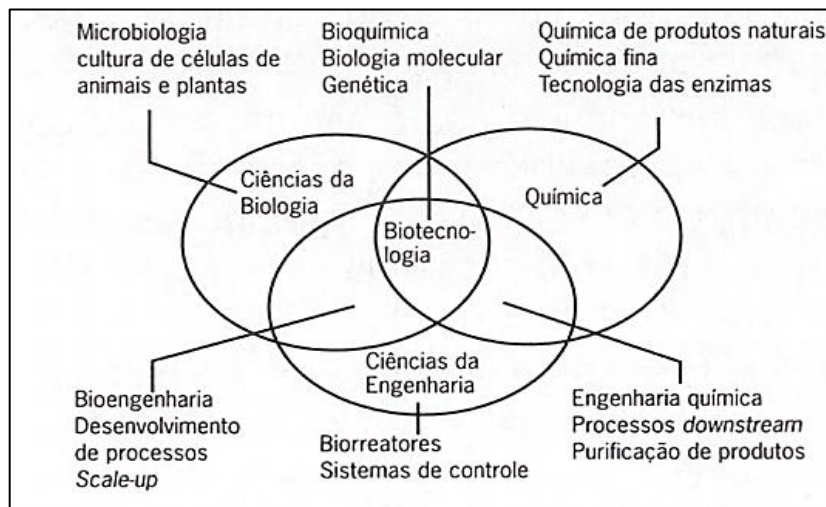 Microbiologia
cultura de células de
animais e plantas
Bioquímica
Biologia molecular
Genética
Química de produtos naturais
Química fina
Tecnologia das enzimas
Ciências da
Biologia
Química
Biotecno-
logia
Ciências da
Engenharia
Bioengenharia
Desenvolvimento
de processos
Scale-up
Biorreatores
Sistemas de controle
Engenharia química
Processos downstream
Purificação de produtos